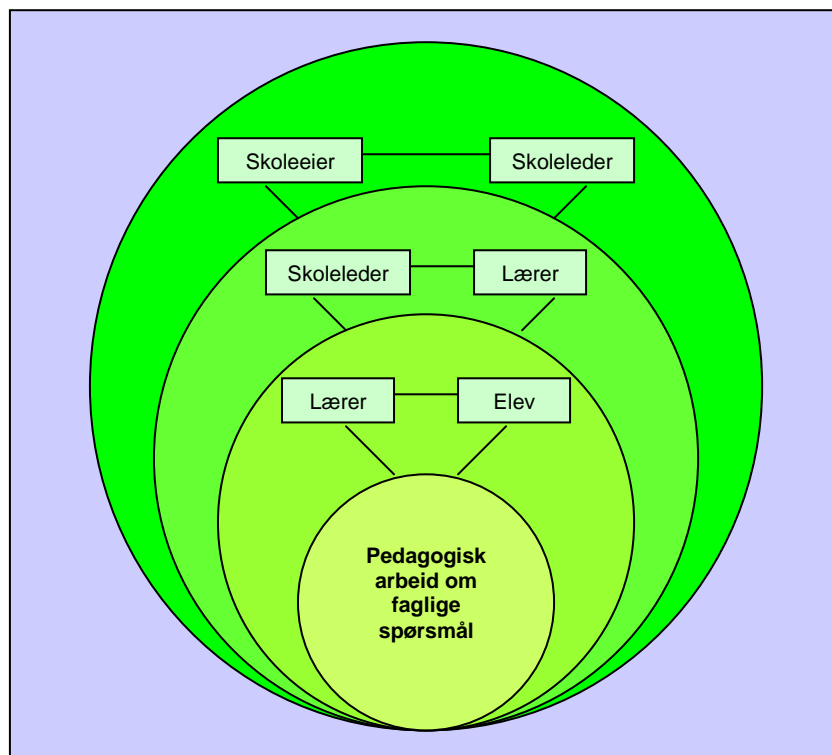 Skoleeier
Skoleleder
Skoleleder
Lærer
Lærer
Elev
Pedagogisk
arbeid om
faglige
spørsmål